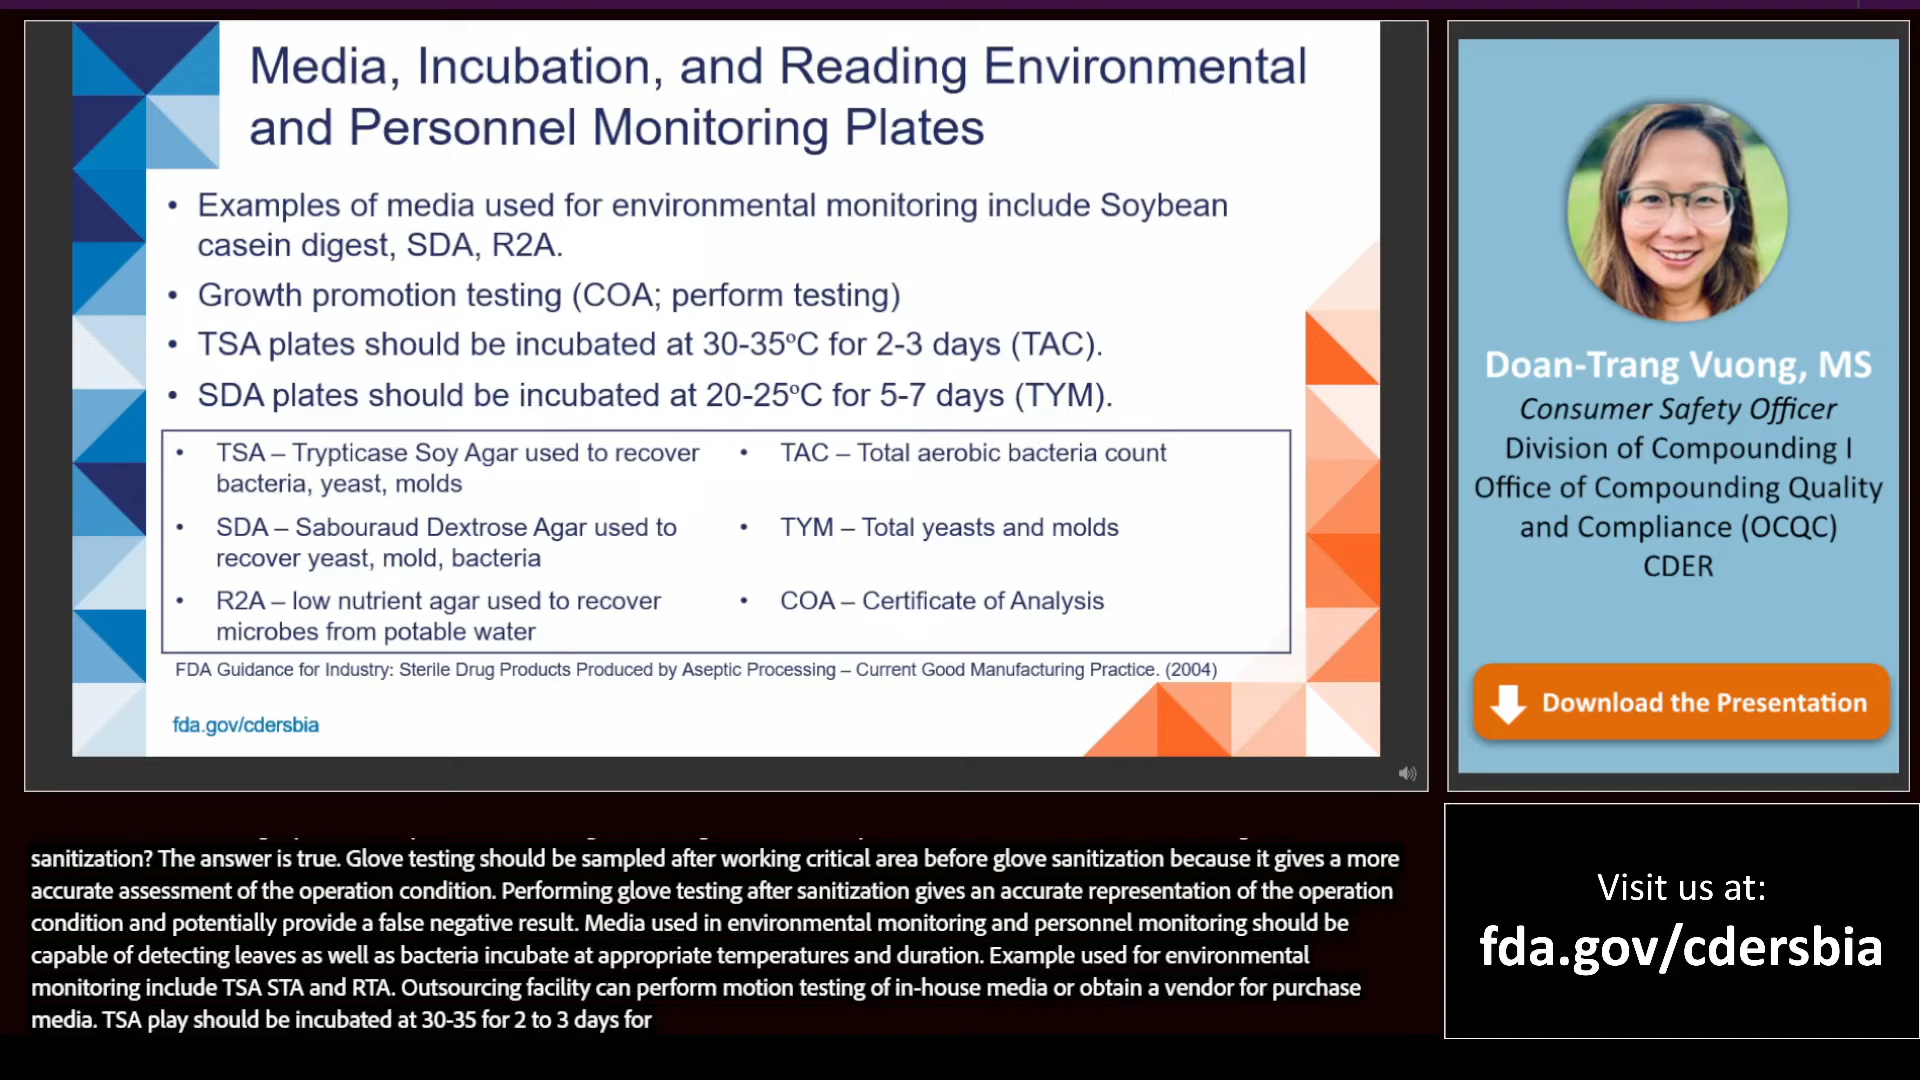 Media, Incubation, and Reading Environmental
and Personnel Monitoring Plates
• Examples of media used for environmental monitoring include Soybean
casein digest, SDA, R2A.
• Growth promotion testing (COA; perform testing)
• TSA plates should be incubated at 30-35ºC for 2-3 days (TAC).
• SDA plates should be incubated at 20-25ºC for 5-7 days (TYM).
• TSA – Trypticase Soy Agar used to recover
bacteria, yeast, molds
• SDA – Sabouraud Dextrose Agar used to
recover yeast, mold, bacteria
• R2A – low nutrient agar used to recover
microbes from potable water
• TAC – Total aerobic bacteria count
• TYM – Total yeasts and molds
• COA – Certificate of Analysis
FDA Guidance for Industry: Sterile Drug Products Produced by Aseptic Processing – Current Good Manufacturing Practice. (2004)
fda.gov/cdersbia
Doan-Trang Vuong, MS
Consumer Safety Officer
Division of Compounding I
Office of Compounding Quality
and Compliance (OCQC)
CDER
Download the Presentation
sanitization? The answer is true. Glove testing should be sampled after working critical area before glove sanitization because it gives a more
accurate assessment of the operation condition. Performing glove testing after sanitization gives an accurate representation of the operation
condition and potentially provide a false negative result. Media used in environmental monitoring and personnel monitoring should be
capable of detecting leaves as well as bacteria incubate at appropriate temperatures and duration. Example used for environmental
monitoring include TSA STA and RTA. Outsourcing facility can perform motion testing of in-house media or obtain a vendor for purchase
media. TSA play should be incubated at 30-35 for 2 to 3 days for
Visit us at:
fda.gov/cdersbia